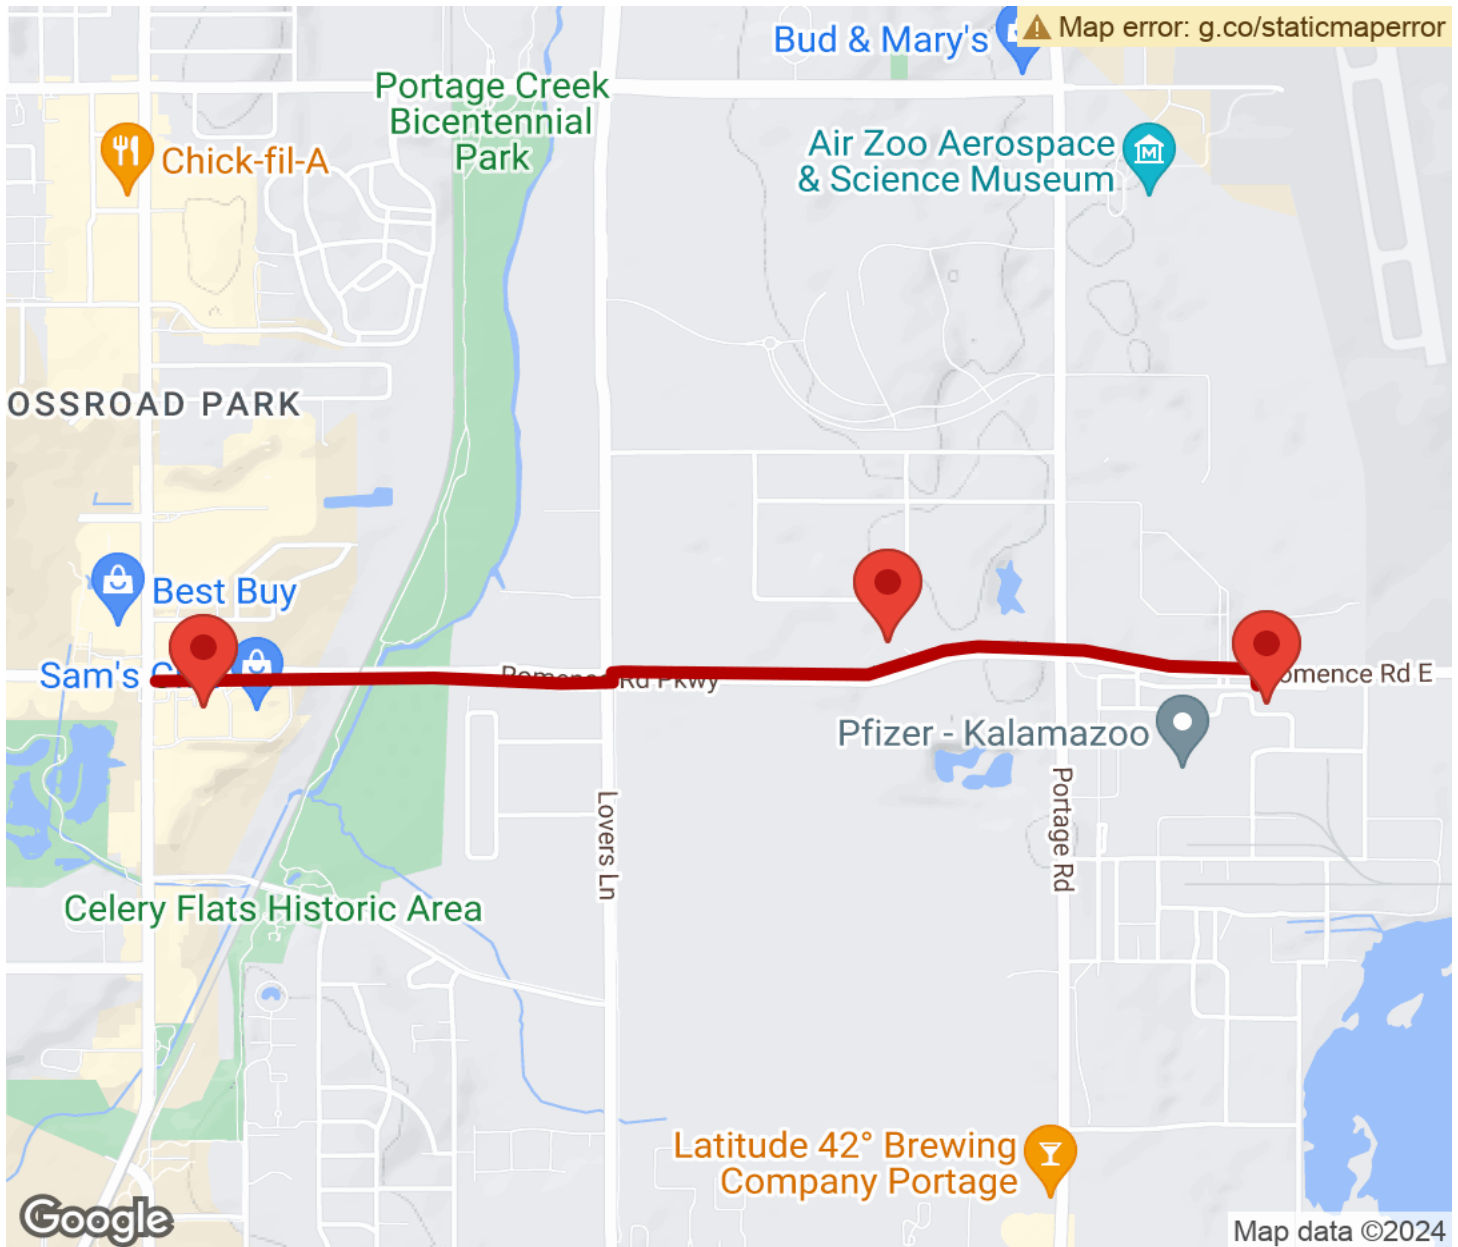 Bud & Mary's
Map error: g.co/staticmaperror
Portage Creek
Bicentennial
Park
Chick-fil-A
Air Zoo Aerospace
& Science Museum
OSSROAD PARK
Best Buy
Sam's
Rd Pkwy
omence Rd E
Pfizer - Kalamazoo
Portage Rd
Lovers Ln
Celery Flats Historic Area
Latitude 42° Brewing
Company Portage
Google
Map data ©2024